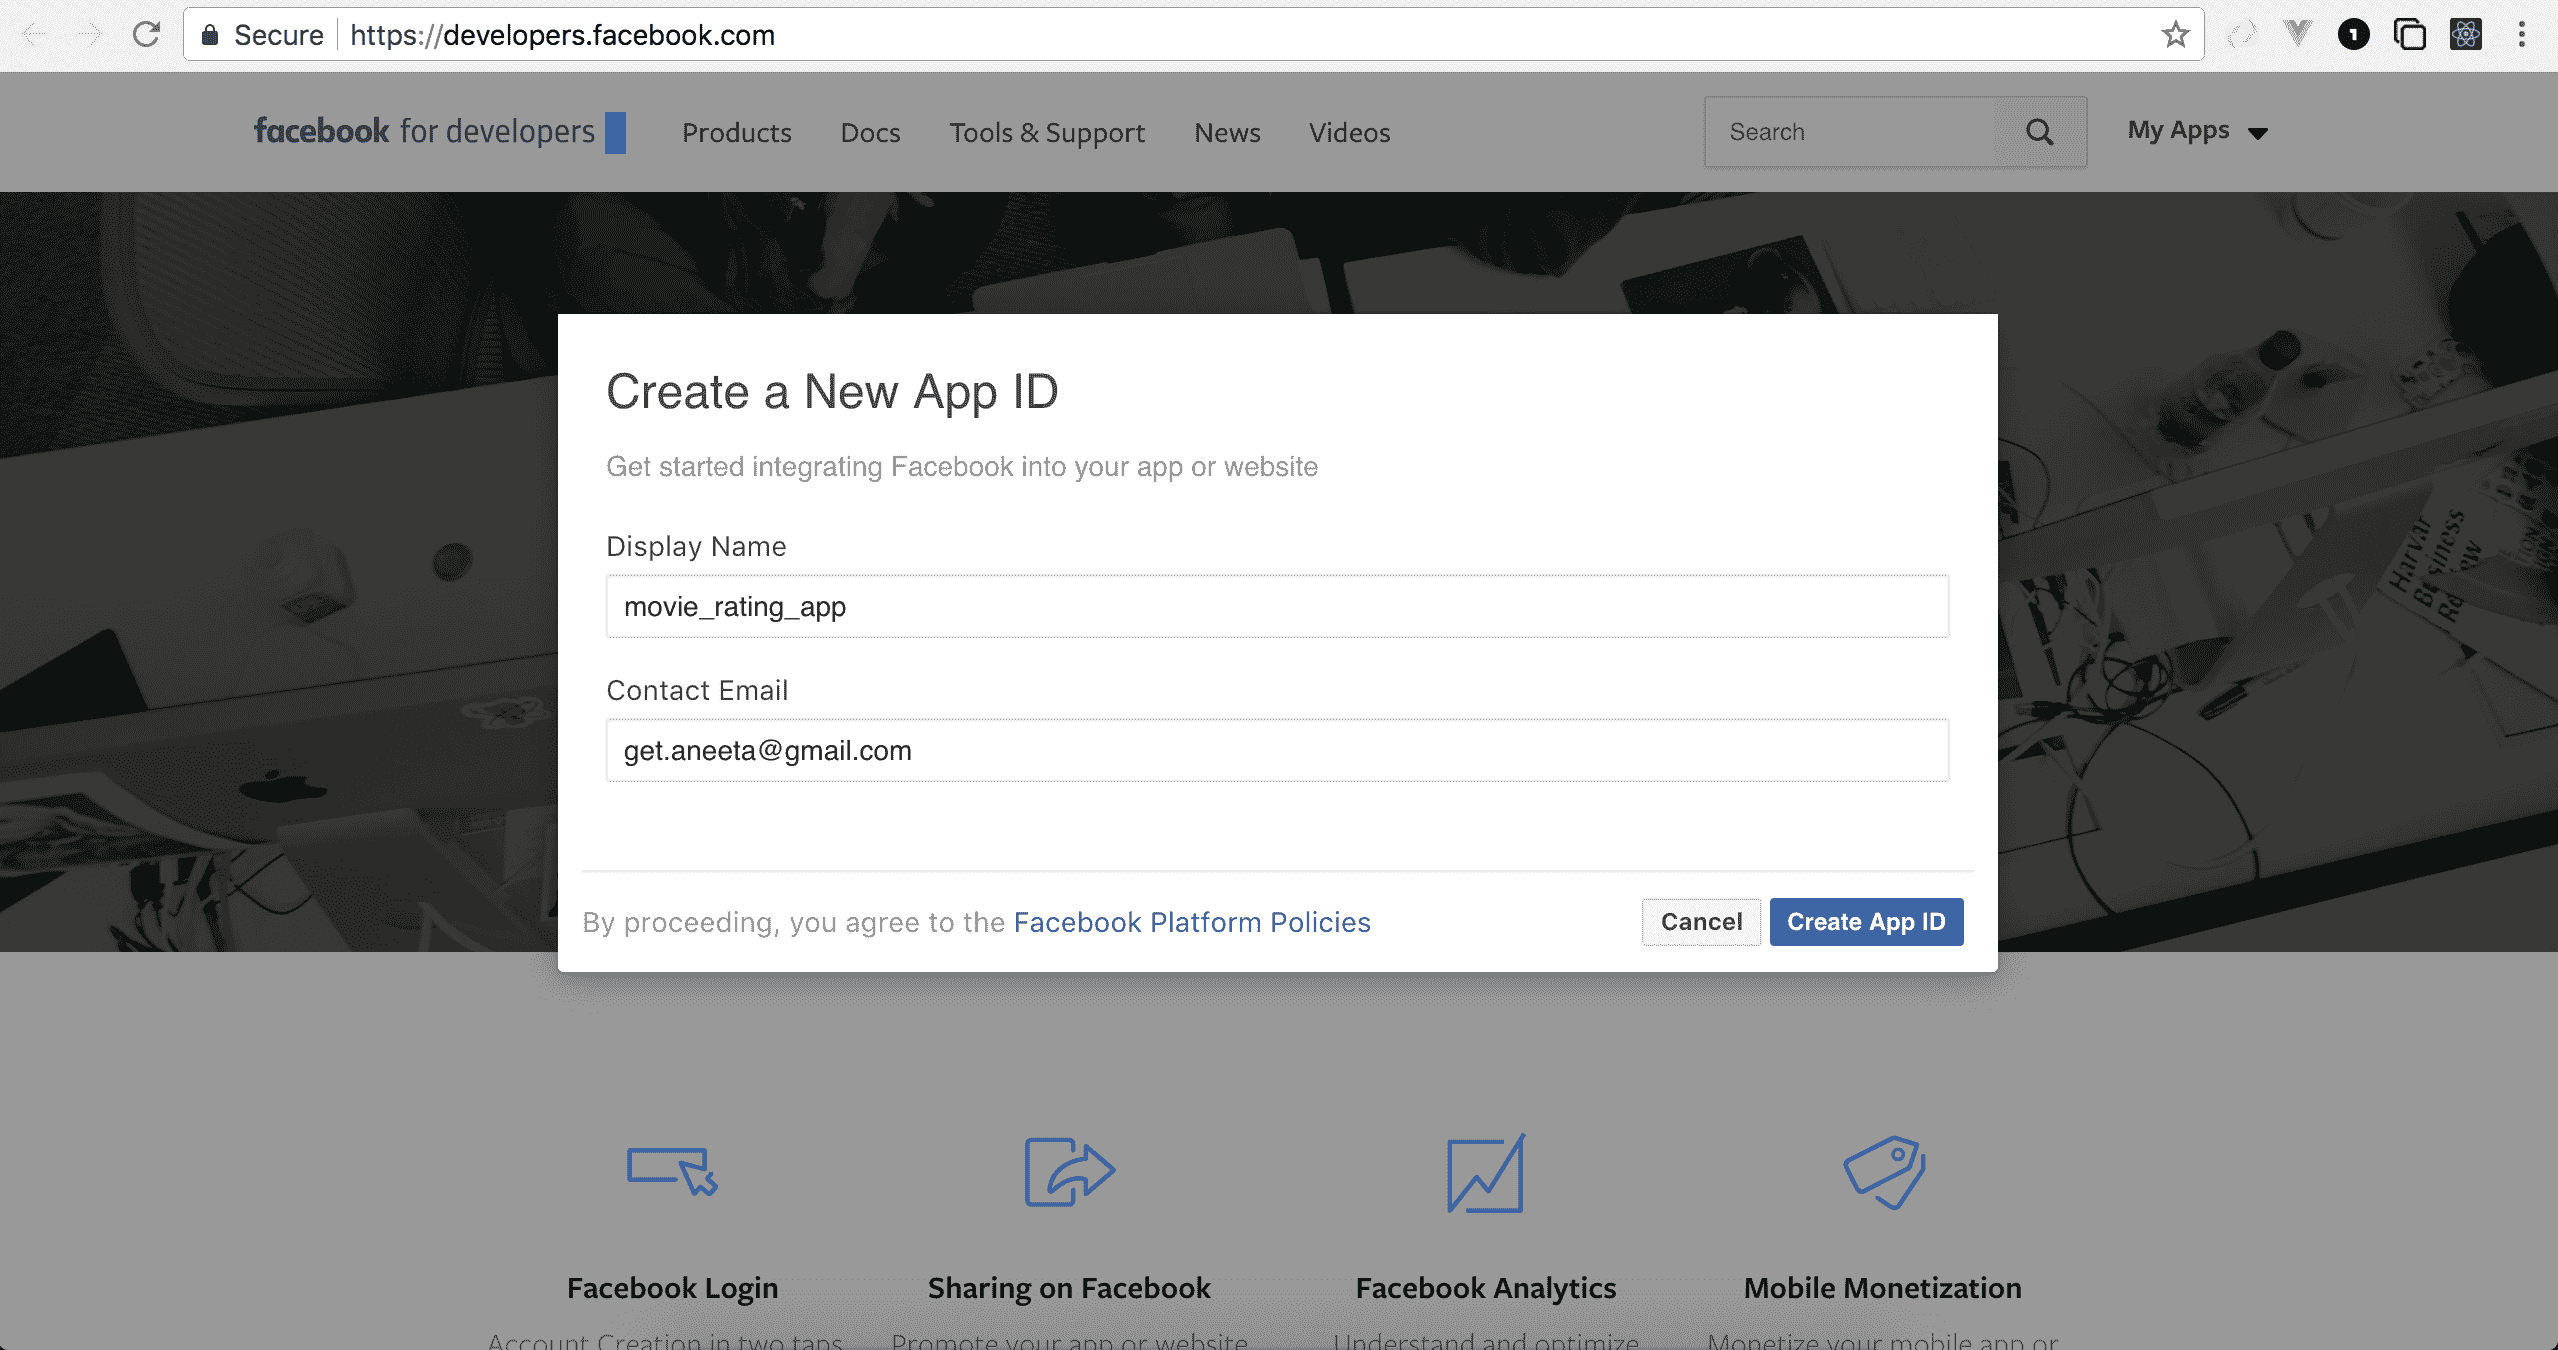 Secure https://developers.facebook.com
1
facebook for developers Products Docs Tools & Support News Videos Search My Apps
Create a New App ID
Get started integrating Facebook into your app or website
Display Name
movie_rating_app
Contact Email
get.aneeta@gmail.com
By proceeding, you agree to the Facebook Platform Policies Cancel Create App ID
Harvar
Business
Facebook Login Sharing on Facebook Facebook Analytics Mobile Monetization
Account Creation in two taps Promote your app or website Understand and optimize Monetize your mobile app or